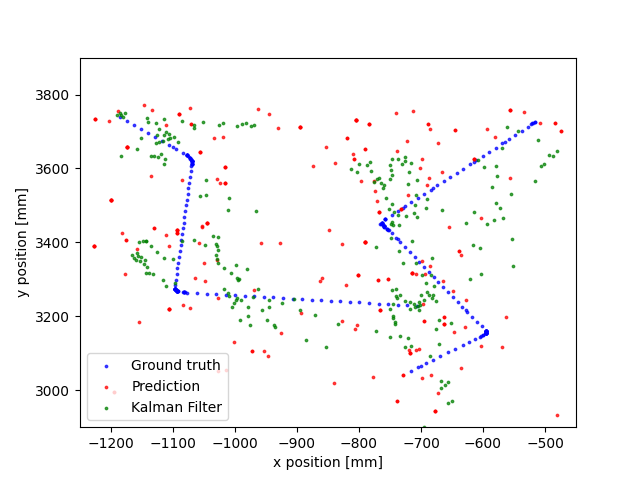 3800
3600
3400
3200
3000
y position [mm]
Ground truth
Prediction
Kalman Filter
−1200 −1100 −1000 −900 −800 −700 −600 −500
x position [mm]